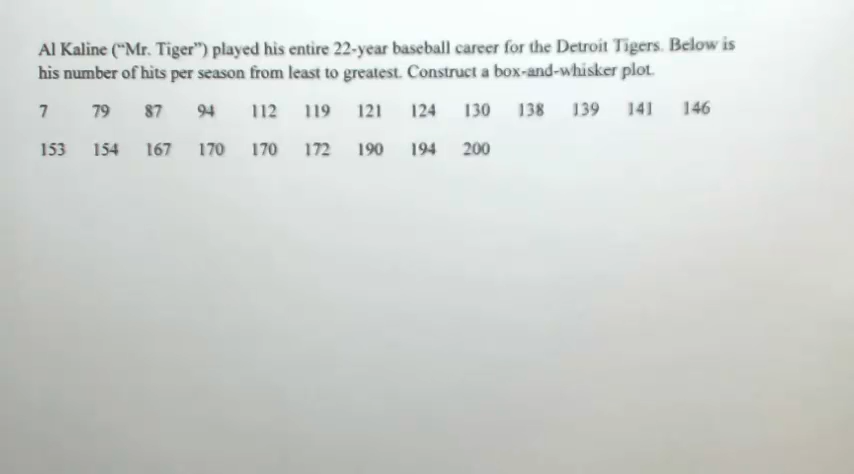 Al Kaline ("Mr. Tiger") played his entire 22-year baseball career for the Detroit Tigers. Below is
his number of hits per season from least to greatest. Construct a box-and-whisker plot.
7 79 87 94 112 119 121 124 130 138 139 141 146
153 154 167 170 170 172 190 194 200